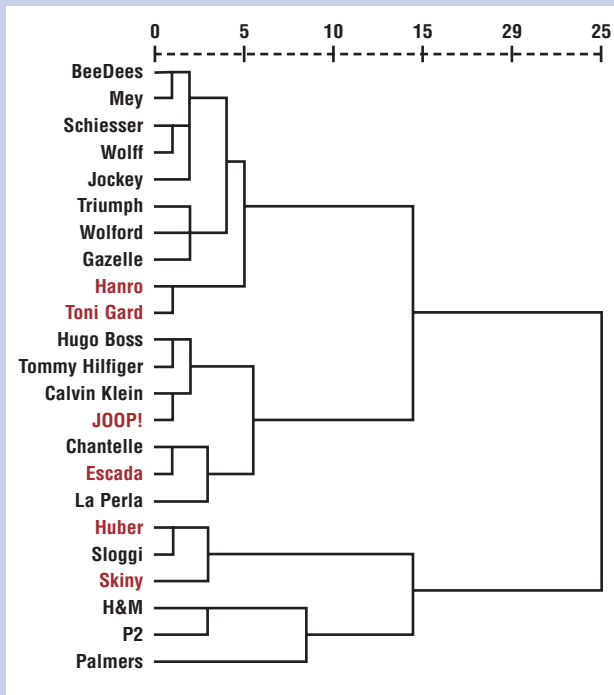 0 5 10 15 29 25
BeeDees
Mey
Schiesser
Wolff
Jockey
Triumph
Wolford
Gazelle
Hanro
Toni Gard
Hugo Boss
Tommy Hilfiger
Calvin Klein
JOOP!
Chantelle
Escada
La Perla
Huber
Sloggi
Skiny
H&M
P2
Palmers